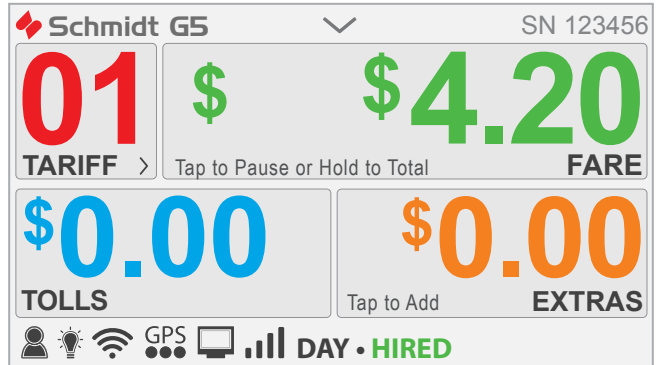 Schmidt G5 SN 123456
01 $ $4.20
TARIFF > Tap to Pause or Hold to Total FARE
$0.00 $0.00
TOLLS Tap to Add EXTRAS
GPS DAY • HIRED